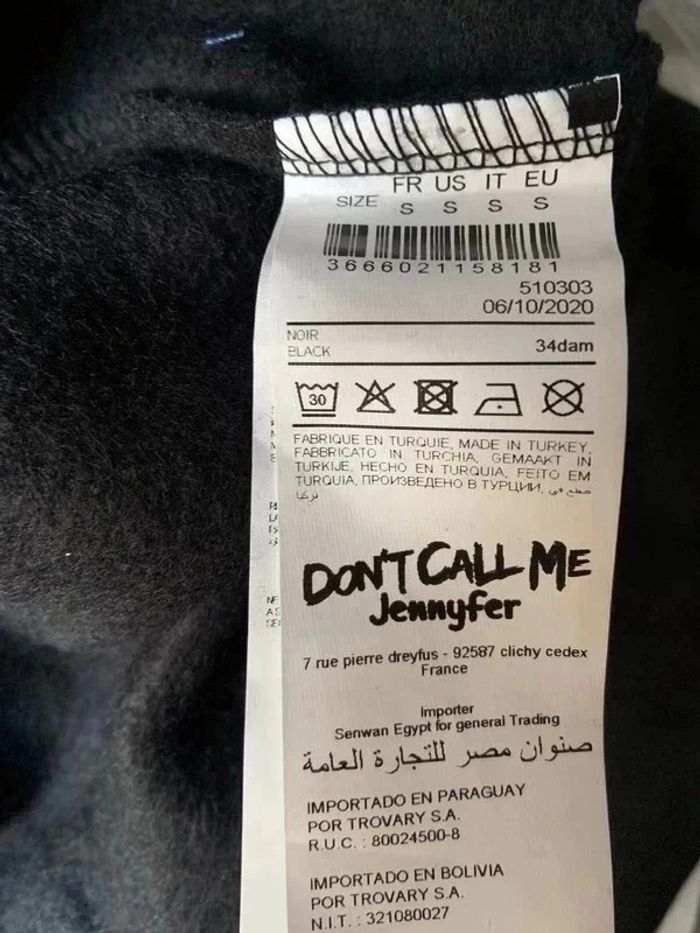 FR US IT EU
SIZE S S S S
3666021158181
510303
06/10/2020
NOIR
BLACK
34dam
30
FABRIQUE EN TURQUIE, MADE IN TURKEY,
FABBRICATO IN TURCHIA, GEMAAKT IN
TURKIJE, HECHO EN TURQUIA, FEITO EM
TURQUIA, ПРОИЗВЕДЕНО В ТУРЦИИ, صنع في
تركيا
DON'T CALL ME
Jennyfer
7 rue pierre dreyfus - 92587 clichy cedex
France
Importer
Senwan Egypt for general Trading
صنوان مصر للتجارة العامة
IMPORTADO EN PARAGUAY
POR TROVARY S.A.
R.U.C. : 80024500-8
IMPORTADO EN BOLIVIA
POR TROVARY S.A.
N.I.T. : 321080027